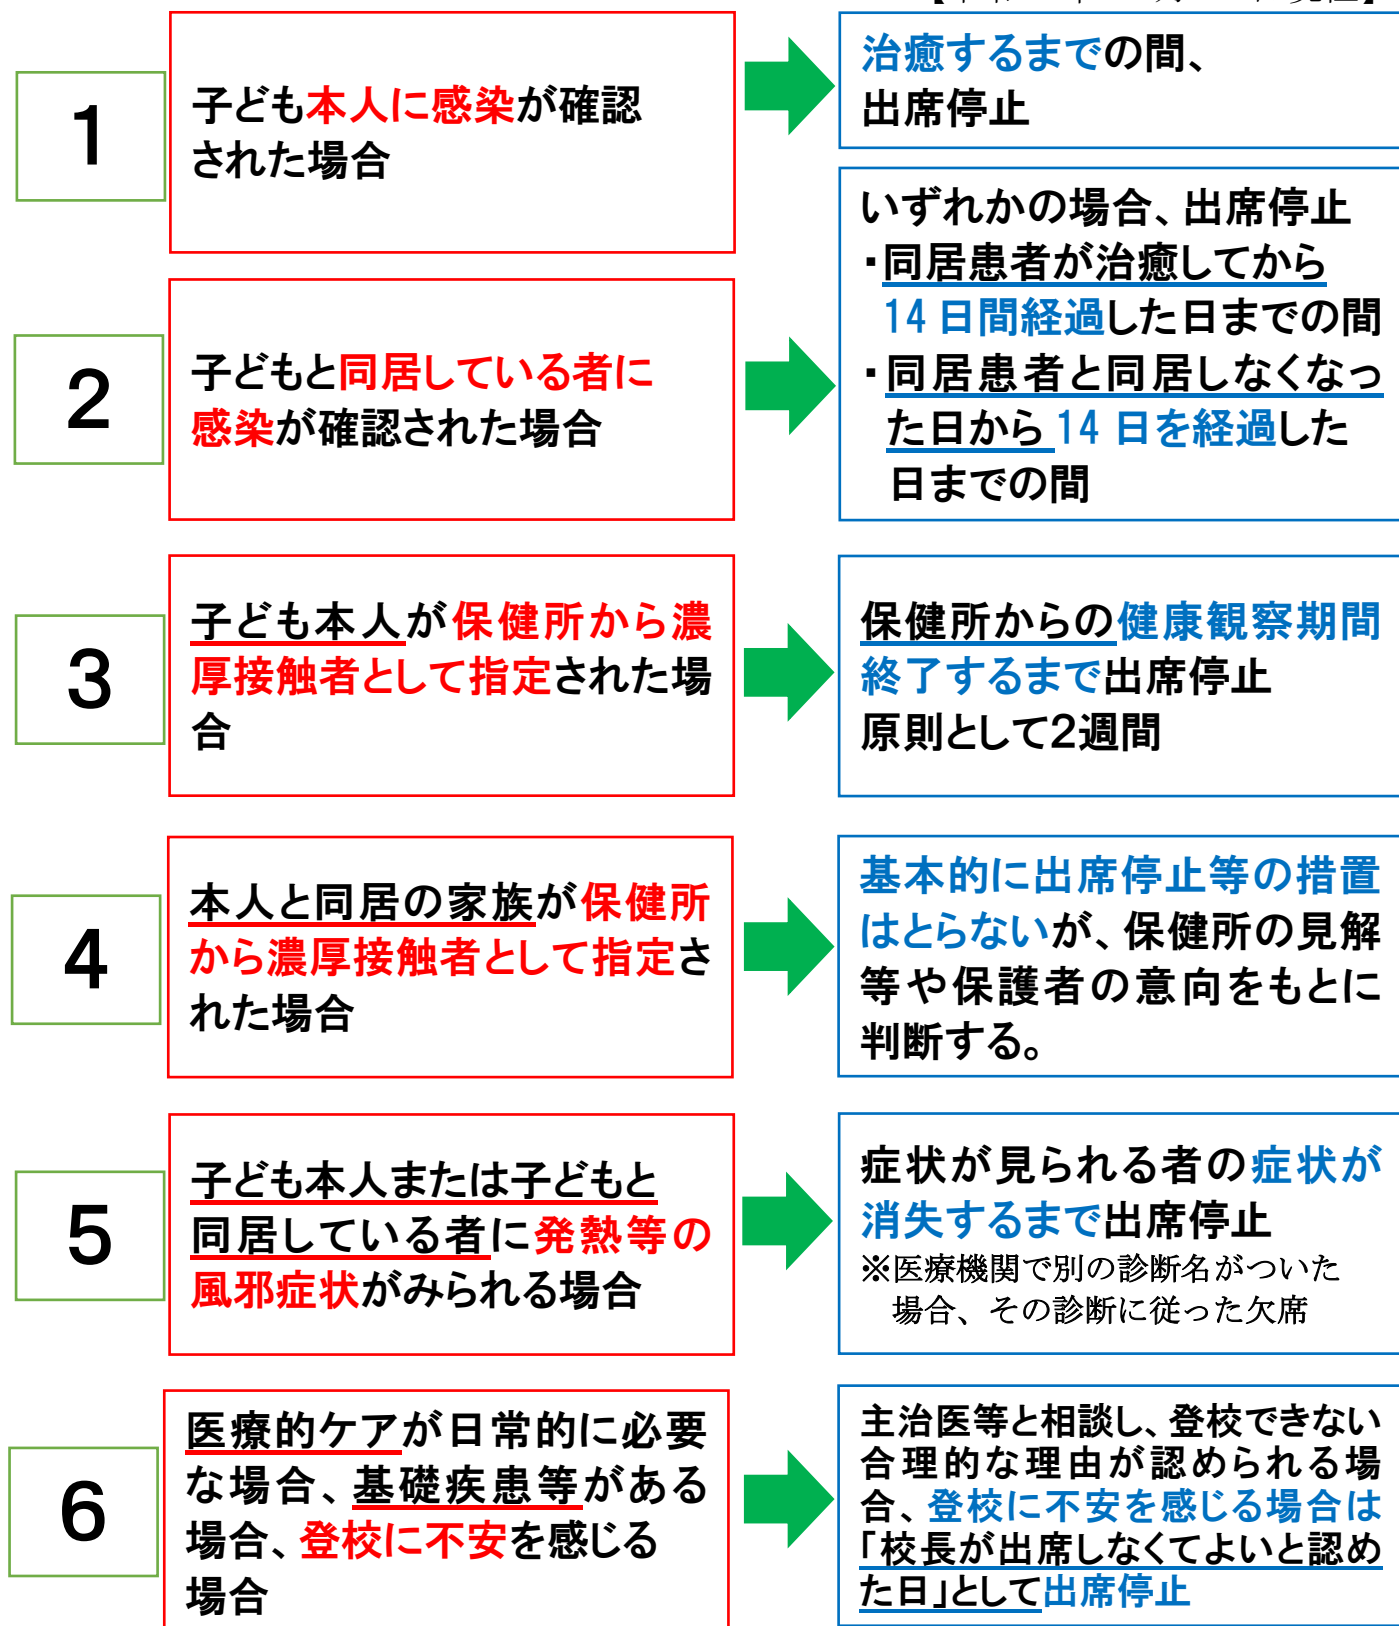 1
子ども本人に感染が確認
された場合
治癒するまでの間、
出席停止
2
子どもと同居している者に
感染が確認された場合
いずれかの場合、出席停止
・同居患者が治癒してから
14日間経過した日までの間
・同居患者と同居しなくなっ
た日から14日を経過した
日までの間
3
子ども本人が保健所から濃
厚接触者として指定された場
合
保健所からの健康観察期間
終了するまで出席停止
原則として2週間
4
本人と同居の家族が保健所
から濃厚接触者として指定さ
れた場合
基本的に出席停止等の措置
はとらないが、保健所の見解
等や保護者の意向をもとに
判断する。
5
子ども本人または子どもと
同居している者に発熱等の
風邪症状がみられる場合
症状が見られる者の症状が
消失するまで出席停止
※医療機関で別の診断名がついた
場合、その診断に従った欠席
6
医療的ケアが日常的に必要
な場合、基礎疾患等がある
場合、登校に不安を感じる
場合
主治医等と相談し、登校できない
合理的な理由が認められる場
合、登校に不安を感じる場合は
「校長が出席しなくてよいと認め
た日」として出席停止